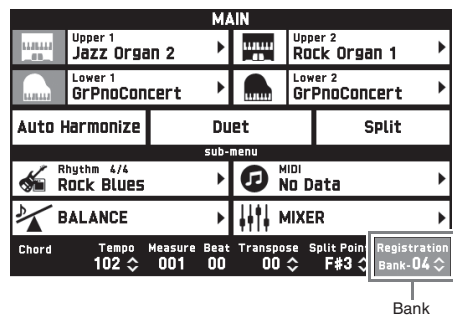 MAIN
Upper 1
Jazz Organ 2
Upper 2
Rock Organ 1
Lower 1
GrPnoConcert
Lower 2
GrPnoConcert
Auto Harmonize Duet Split
sub-menu
Rhythm 4/4
Rock Blues
MIDI
No Data
BALANCE MIXER
Chord Tempo Measure Beat Transpose Split Poin Registration
102 001 00 00 F#3 Bank-04
Bank